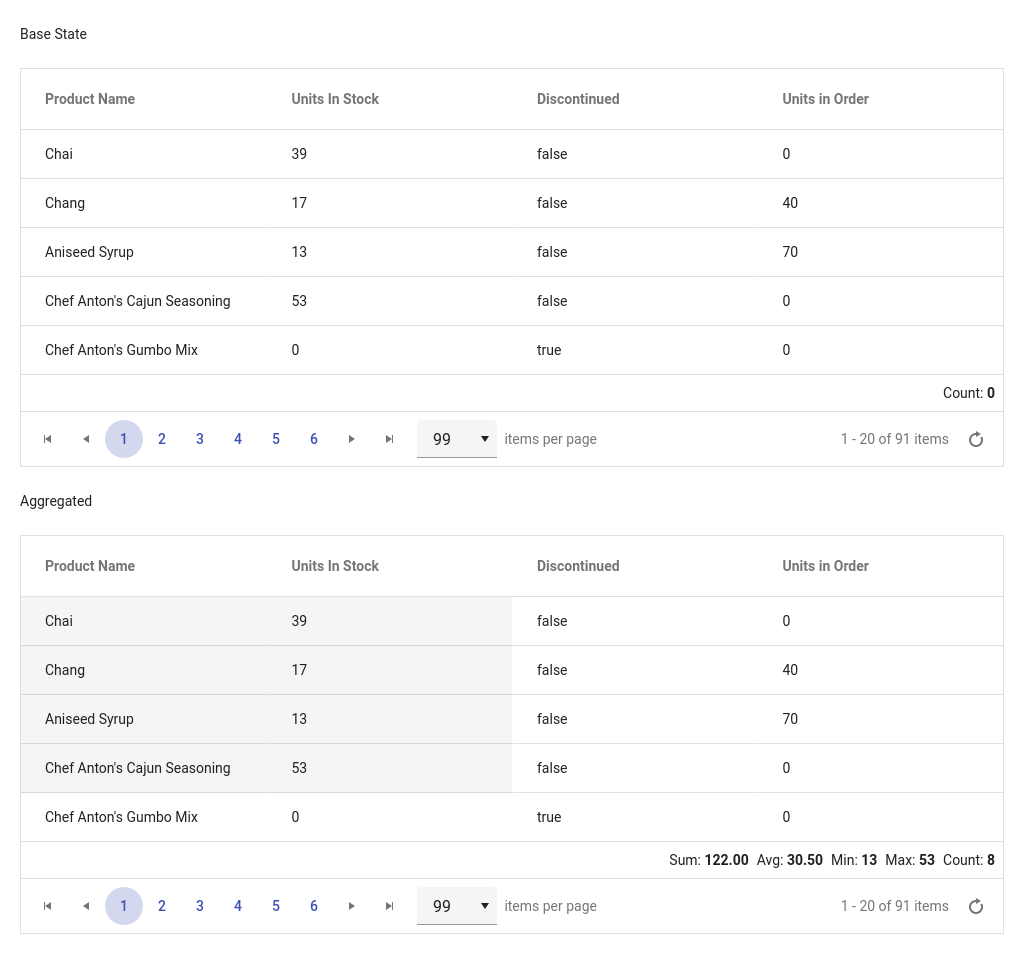 Base State
Product Name Units In Stock Discontinued Units in Order
Chai 39 false 0
Chang 17 false 40
Aniseed Syrup 13 false 70
Chef Anton's Cajun Seasoning 53 false 0
Chef Anton's Gumbo Mix 0 true 0
Count: 0
1 2 3 4 5 6 99 items per page 1 - 20 of 91 items
Aggregated
Product Name Units In Stock Discontinued Units in Order
Chai 39 false 0
Chang 17 false 40
Aniseed Syrup 13 false 70
Chef Anton's Cajun Seasoning 53 false 0
Chef Anton's Gumbo Mix 0 true 0
Sum: 122.00 Avg: 30.50 Min: 13 Max: 53 Count: 8
1 2 3 4 5 6 99 items per page 1 - 20 of 91 items